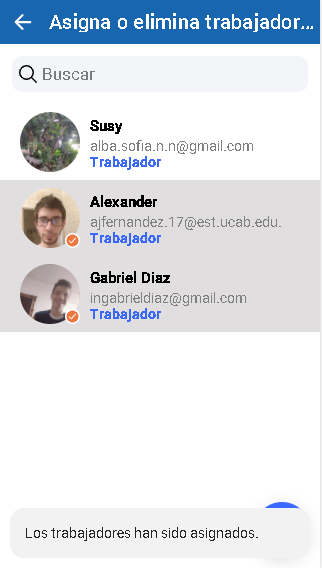 Asigna o elimina trabajador...
Buscar
Susy
alba.sofia.n.n@gmail.com
Trabajador
Alexander
ajfernandez.17@est.ucab.edu.
Trabajador
Gabriel Diaz
ingabrieldiaz@gmail.com
Trabajador
Los trabajadores han sido asignados.